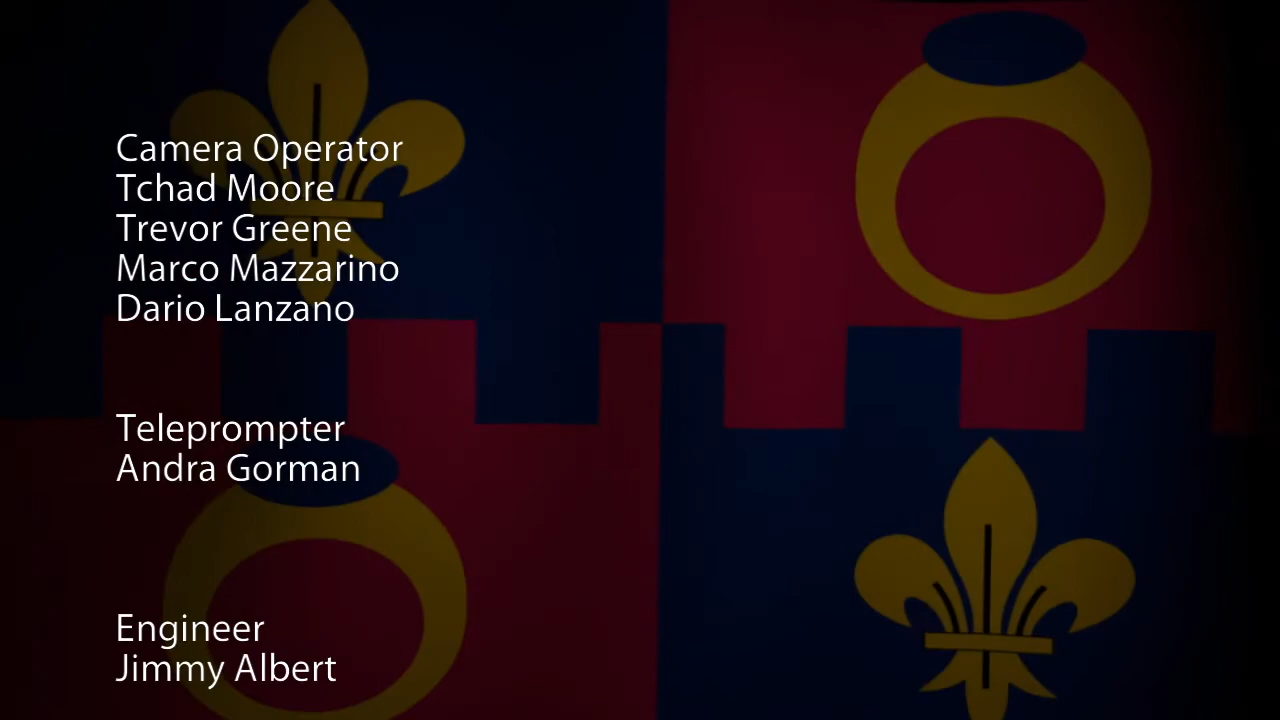 Camera Operator
Tchad Moore
Trevor Greene
Marco Mazzarino
Dario Lanzano
Teleprompter
Andra Gorman
Engineer
Jimmy Albert